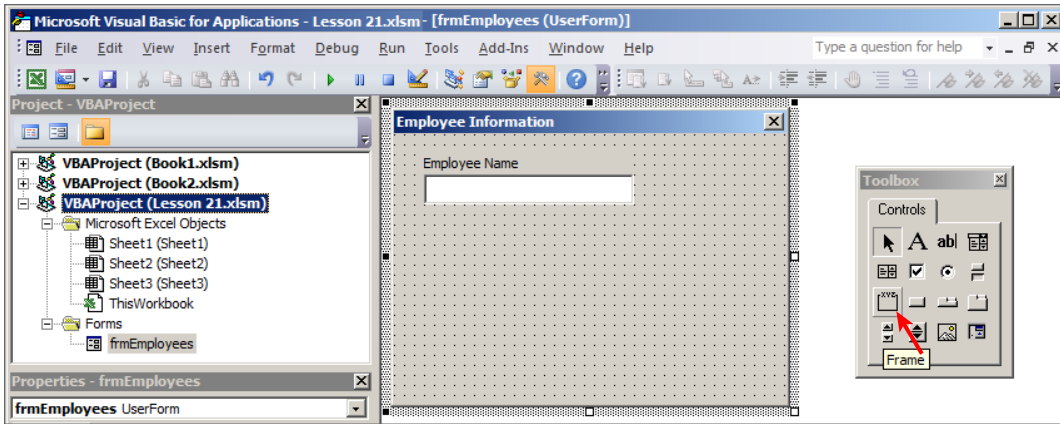 Microsoft Visual Basic for Applications - Lesson 21.xlsm - [frmEmployees (UserForm)]
File Edit View Insert Format Debug Run Tools Add-Ins Window Help Type a question for help
Project - VBAProject
VBAProject (Book1.xlsm)
VBAProject (Book2.xlsm)
VBAProject (Lesson 21.xlsm)
Microsoft Excel Objects
Sheet1 (Sheet1)
Sheet2 (Sheet2)
Sheet3 (Sheet3)
ThisWorkbook
Forms
frmEmployees
Properties - frmEmployees
frmEmployees UserForm
Employee Information
Employee Name
Toolbox
Controls
A ab
XYZ
Frame